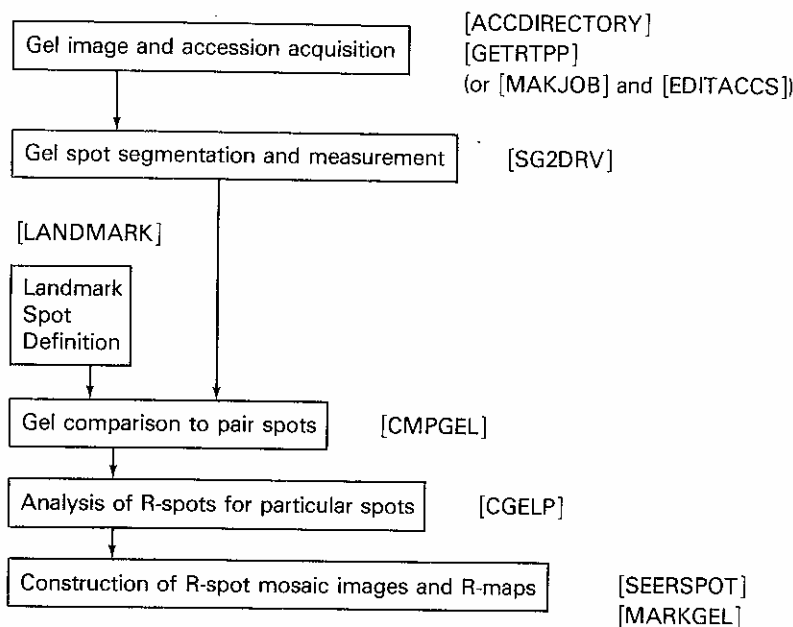 Gel image and accession acquisition
[ACCDIRECTORY]
[GETRTPP]
(or [MAKJOB] and [EDITACCS])
Gel spot segmentation and measurement
[SG2DRV]
[LANDMARK]
Landmark
Spot
Definition
Gel comparison to pair spots
[CMPGEL]
Analysis of R-spots for particular spots
[CGELP]
Construction of R-spot mosaic images and R-maps
[SEERSPOT]
[MARKGEL]